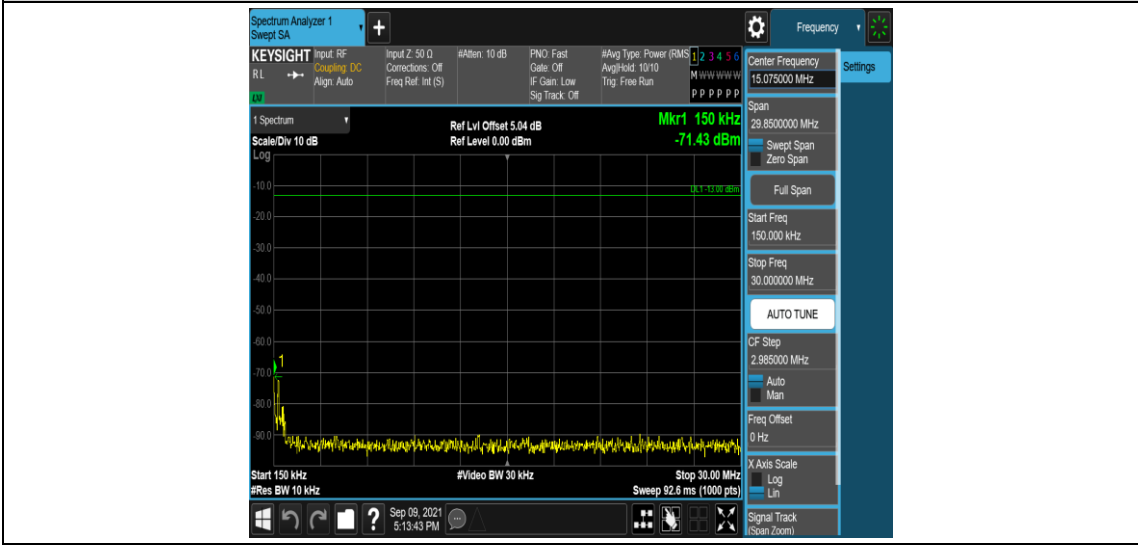 Spectrum Analyzer 1
Swept SA
+
Frequency
KEYSIGHT
RL
LM
Input: RF
Coupling: DC
Align: Auto
Input Z: 50 Ω
Corrections: Off
Freq Ref: Int (S)
#Atten: 10 dB
PNO: Fast
Gate: Off
IF Gain: Low
Sig Track: Off
#Avg Type: Power (RMS
Avg|Hold: 10/10
Trig: Free Run
1 2 3 4 5 6
M W W W W W
P P P P P P
1 Spectrum
Scale/Div 10 dB
Log
Ref Lvl Offset 5.04 dB
Ref Level 0.00 dBm
Mkr1 150 kHz
-71.43 dBm
DL1 -13.00 dBm
-10.0
-20.0
-30.0
-40.0
-50.0
-60.0
-70.0
-80.0
-90.0
1
Start 150 kHz
#Res BW 10 kHz
#Video BW 30 kHz
Stop 30.00 MHz
Sweep 92.6 ms (1000 pts)
Center Frequency
15.075000 MHz
Span
29.8500000 MHz
Swept Span
Zero Span
Full Span
Start Freq
150.000 kHz
Stop Freq
30.000000 MHz
AUTO TUNE
CF Step
2.985000 MHz
Auto
Man
Freq Offset
0 Hz
X Axis Scale
Log
Lin
Signal Track
(Span Zoom)
Settings
?
Sep 09, 2021
5:13:43 PM